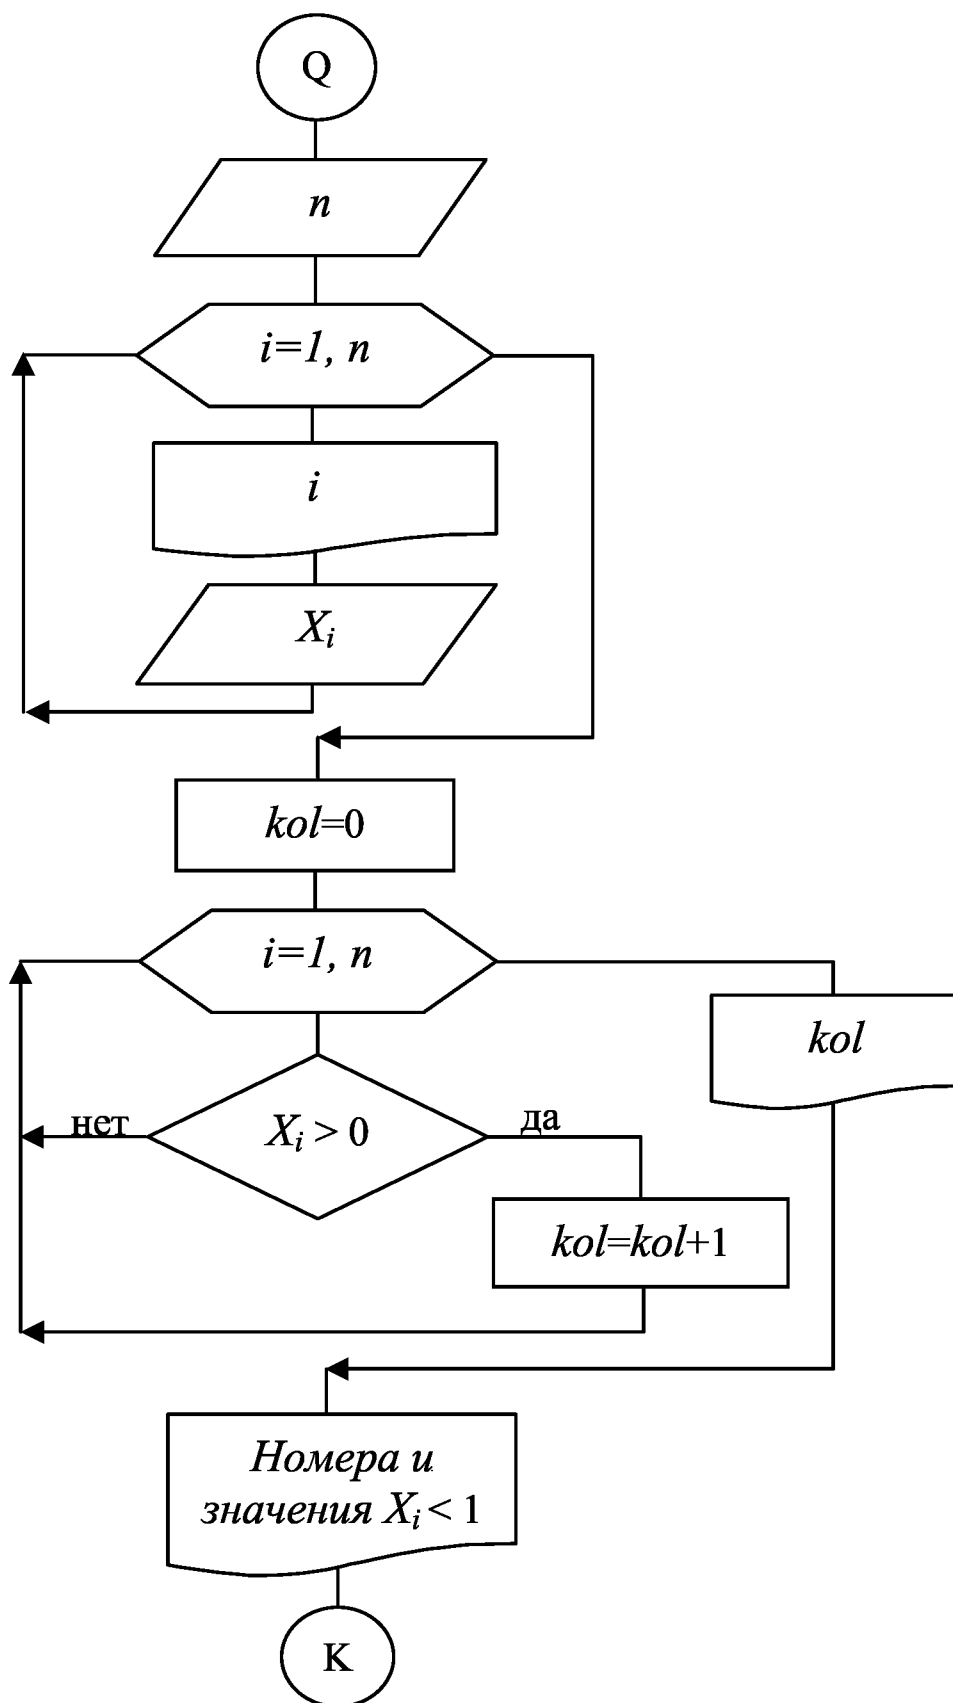 Q
n
i=1, n
i
Xi
kol=0
i=1, n
kol
нет
Xi > 0
да
kol=kol+1
Номера и
значения Xi < 1
К